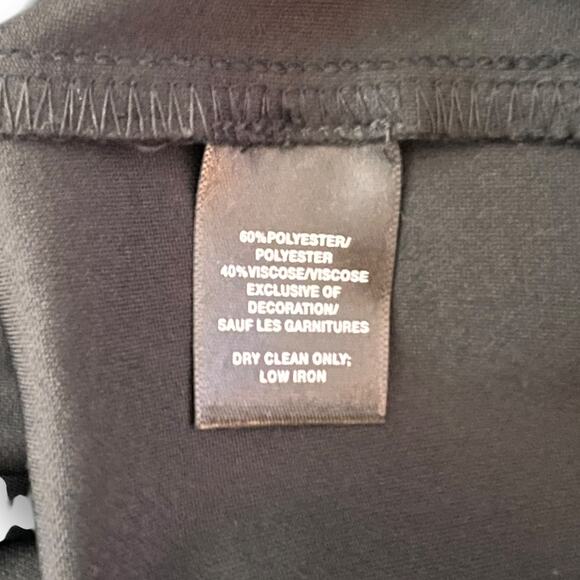 60%POLYESTER/
POLYESTER
40%VISCOSE/VISCOSE
EXCLUSIVE OF
DECORATION/
SAUF LES GARNITURES
DRY CLEAN ONLY;
LOW IRON